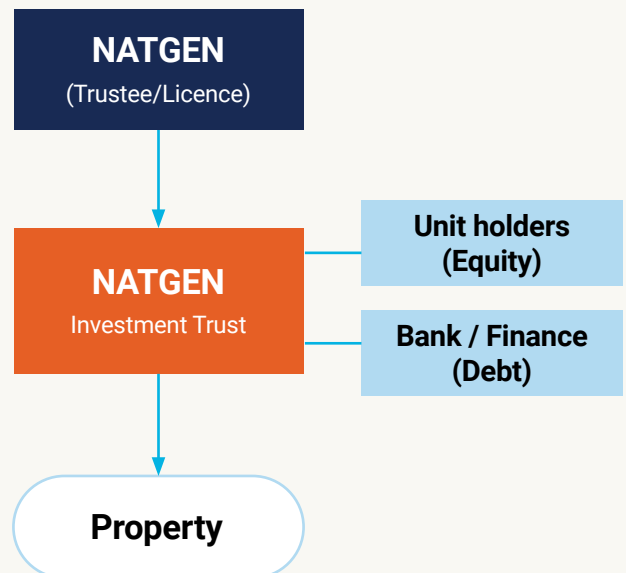 NATGEN
(Trustee/Licence)
NATGEN
Investment Trust
Unit holders
(Equity)
Bank / Finance
(Debt)
Property